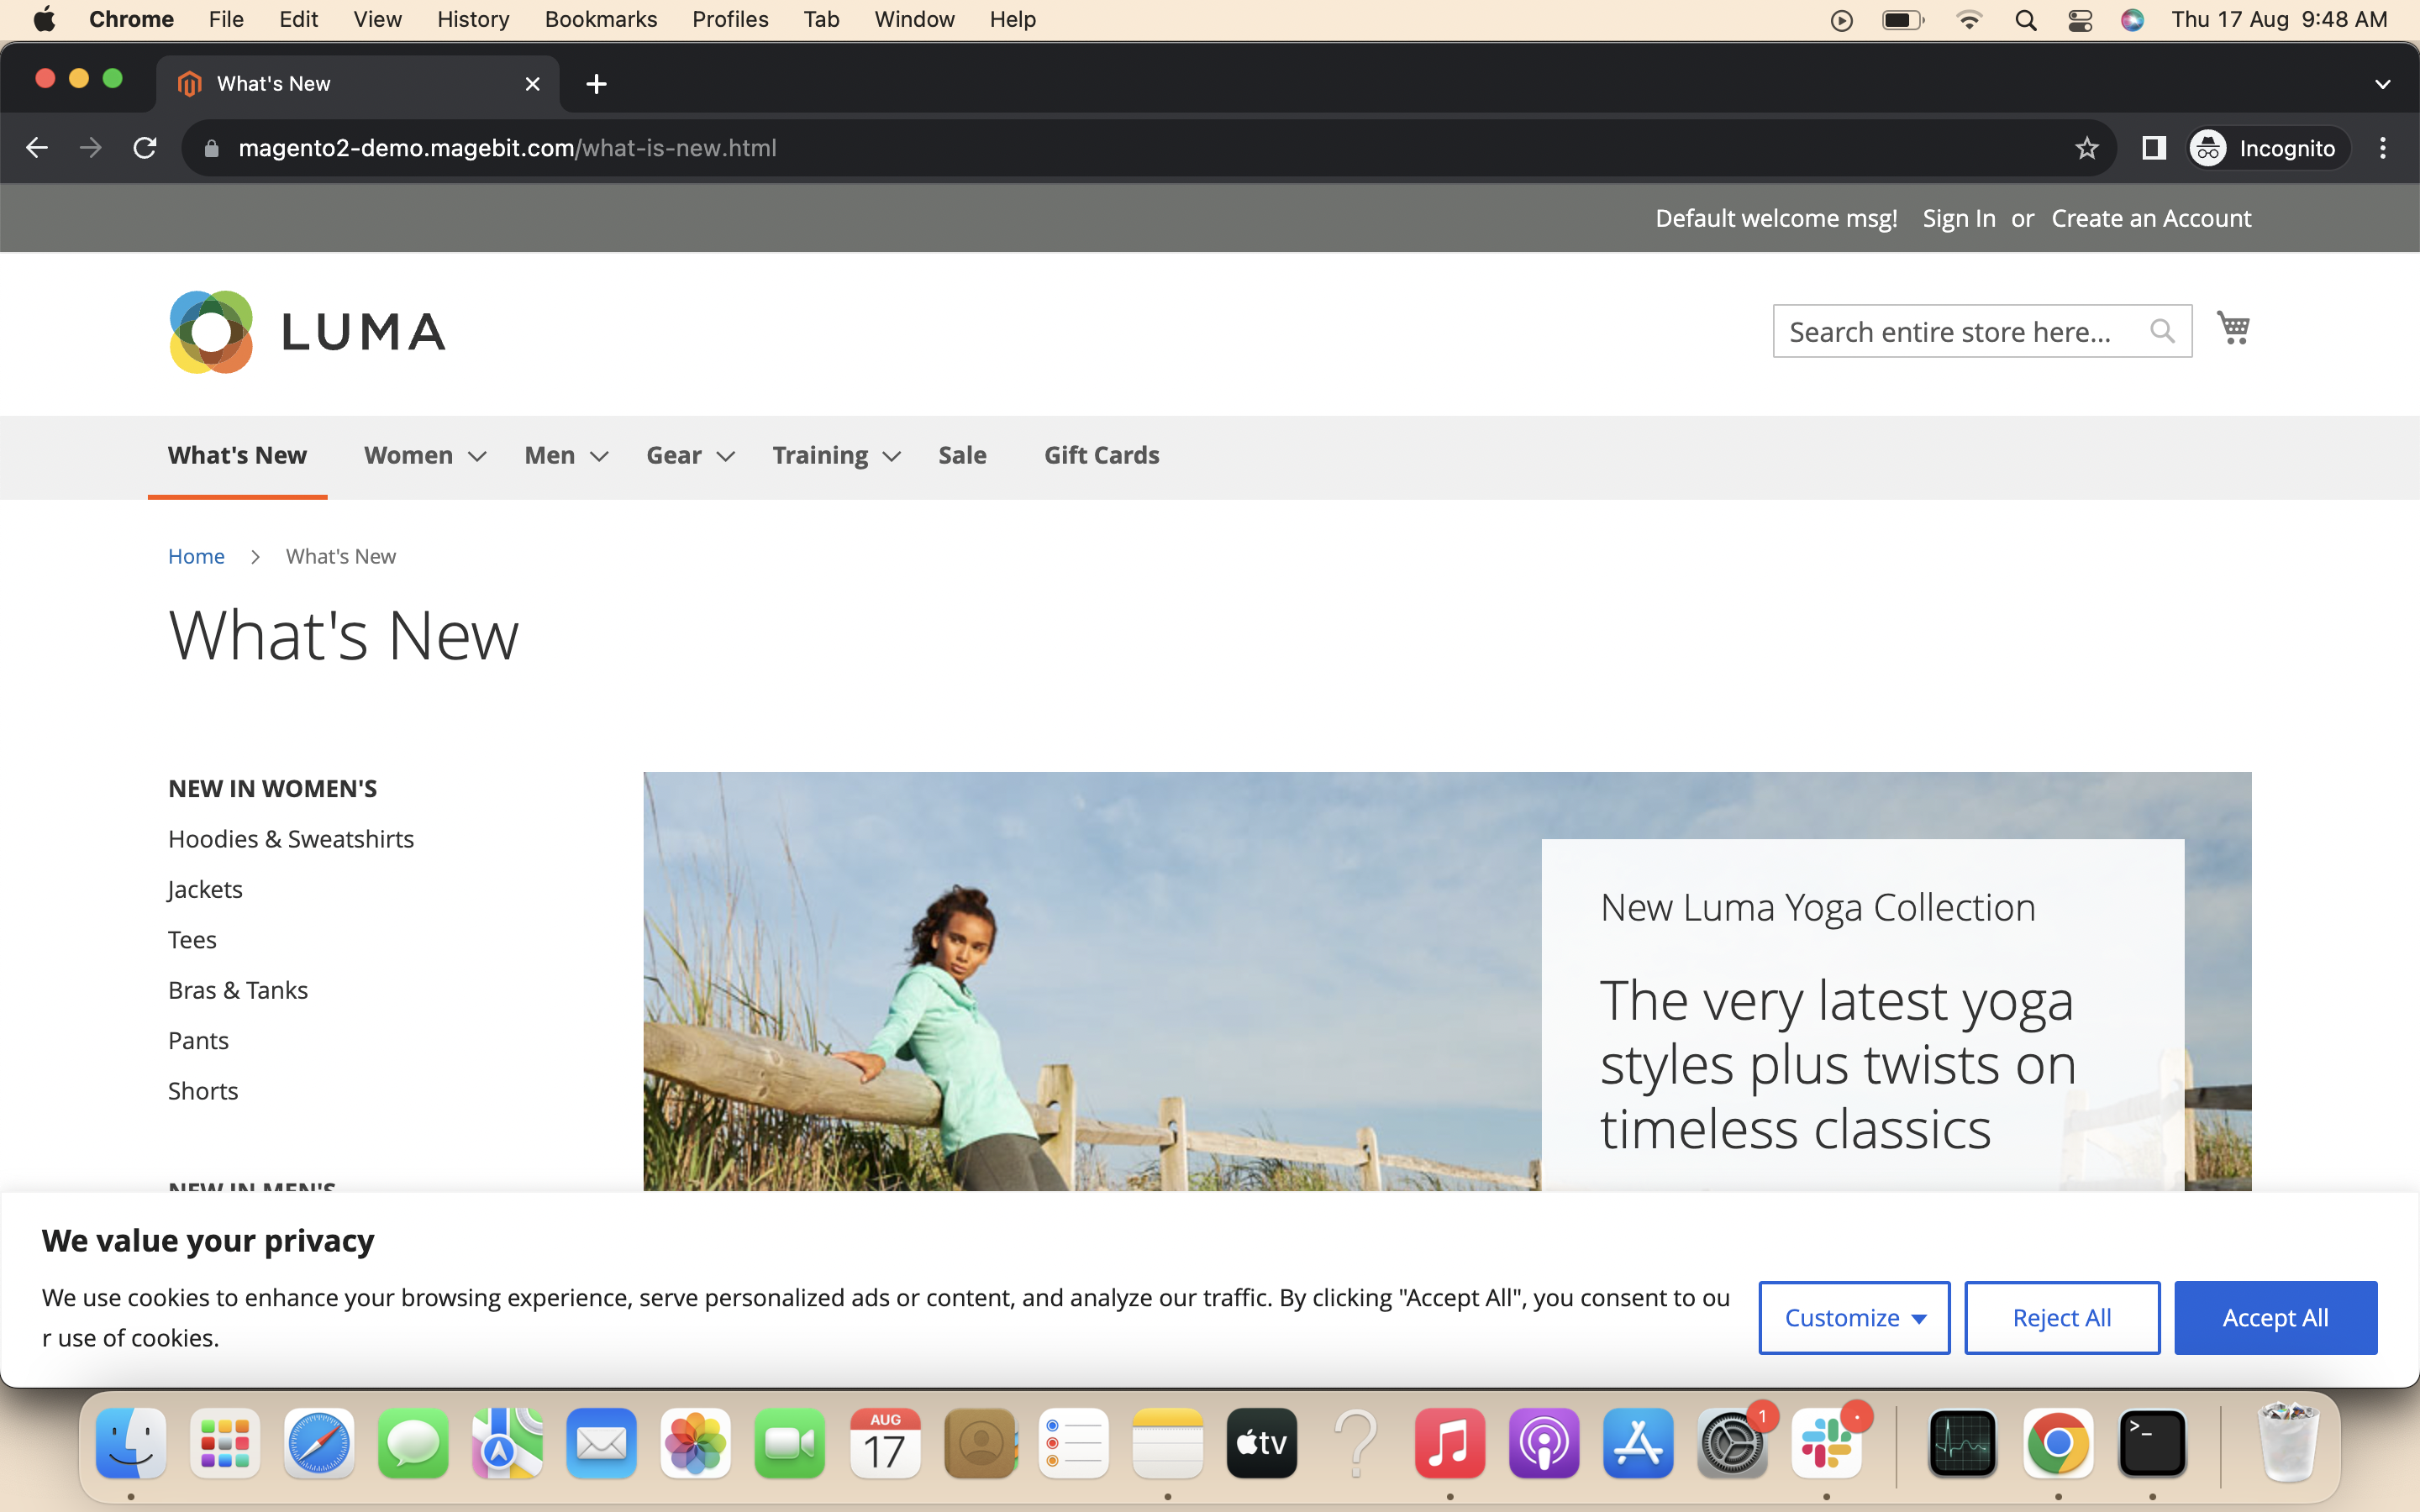 Chrome File Edit View History Bookmarks Profiles Tab Window Help Thu 17 Aug 9:48 AM
What's New
magento2-demo.magebit.com/what-is-new.html Incognito
Default welcome msg! Sign In or Create an Account
LUMA
Search entire store here...
What's New Women Men Gear Training Sale Gift Cards
Home What's New
What's New
NEW IN WOMEN'S
Hoodies & Sweatshirts
Jackets
Tees
Bras & Tanks
Pants
Shorts
NEW IN MEN'S
New Luma Yoga Collection
The very latest yoga
styles plus twists on
timeless classics
We value your privacy
We use cookies to enhance your browsing experience, serve personalized ads or content, and analyze our traffic. By clicking "Accept All", you consent to ou
r use of cookies.
Customize Reject All Accept All
AUG
17
tv
1
>_